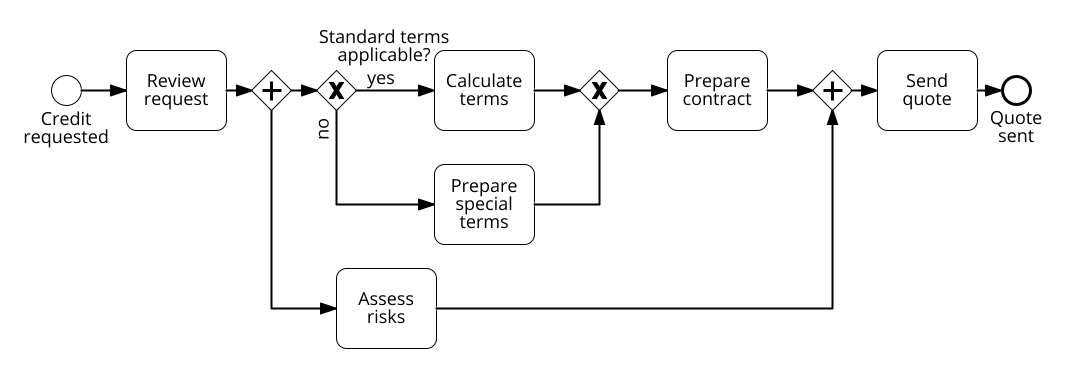 Standard terms
applicable?
yes
no
Credit
requested
Review
request
Calculate
terms
Prepare
special
terms
Assess
risks
Prepare
contract
Send
quote
Quote
sent